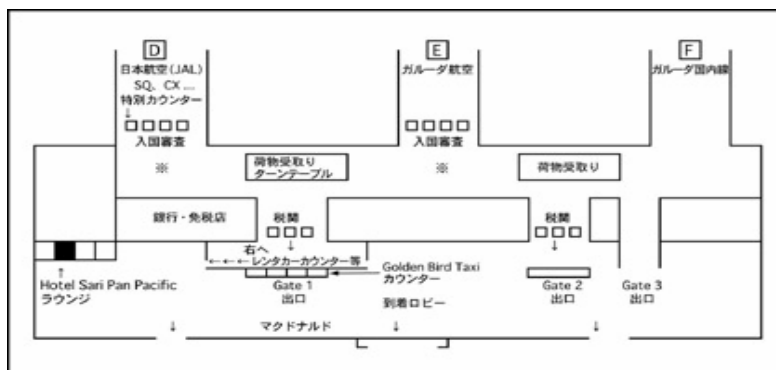 D
日本航空(JAL)
SQ、CX ....
特別カウンター
↓
入国審査
※
E
ガルーダ航空
入国審査
※
F
ガルーダ国内線
荷物受取り
ターンテーブル
荷物受取り
銀行・免税店
税関
↓
税関
↓
右へ
←←←レンタカーカウンター等
Golden Bird Taxi
カウンター
↑
Hotel Sari Pan Pacific
ラウンジ
Gate 1
出口
到着ロビー
Gate 2
出口
Gate 3
出口
↓
マクドナルド
↓
↓